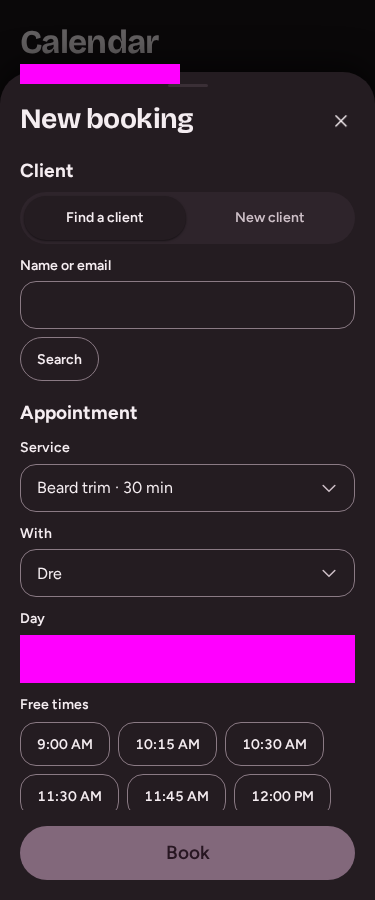 Calendar
New booking
Client
Find a client
New client
Name or email
Search
Appointment
Service
Beard trim · 30 min
With
Dre
Day
Free times
9:00 AM
10:15 AM
10:30 AM
11:30 AM
11:45 AM
12:00 PM
Book